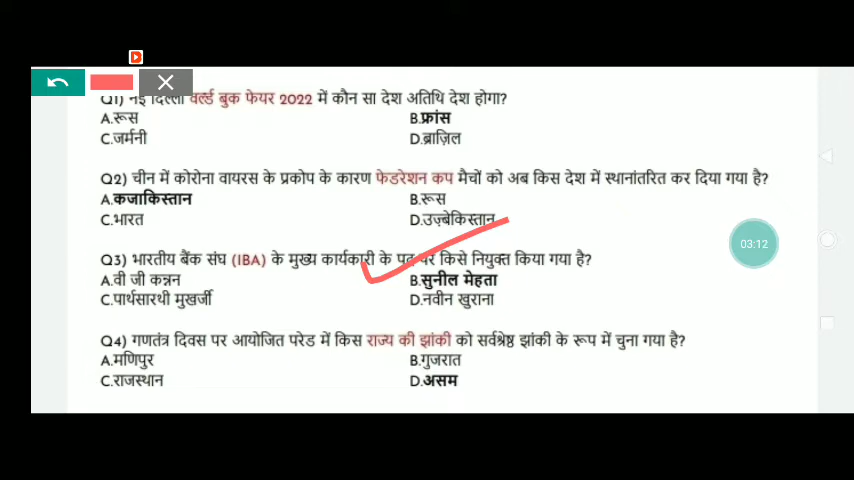 Q1) नई दिल्ली वर्ल्ड बुक फेयर 2022 में कौन सा देश अतिथि देश होगा?
A.रूस B.फ्रांस
C.जर्मनी D.ब्राज़िल
Q2) चीन में कोरोना वायरस के प्रकोप के कारण फेडरेशन कप मैचों को अब किस देश में स्थानांतरित कर दिया गया है?
A.कजाकिस्तान B.रूस
C.भारत D.उज़्बेकिस्तान
03:12
Q3) भारतीय बैंक संघ (IBA) के मुख्य कार्यकारी के पद पर किसे नियुक्त किया गया है?
A.वी जी कन्नन B.सुनील मेहता
C.पार्थसारथी मुखर्जी D.नवीन खुराना
Q4) गणतंत्र दिवस पर आयोजित परेड में किस राज्य की झांकी को सर्वश्रेष्ठ झांकी के रूप में चुना गया है?
A.मणिपुर B.गुजरात
C.राजस्थान D.असम